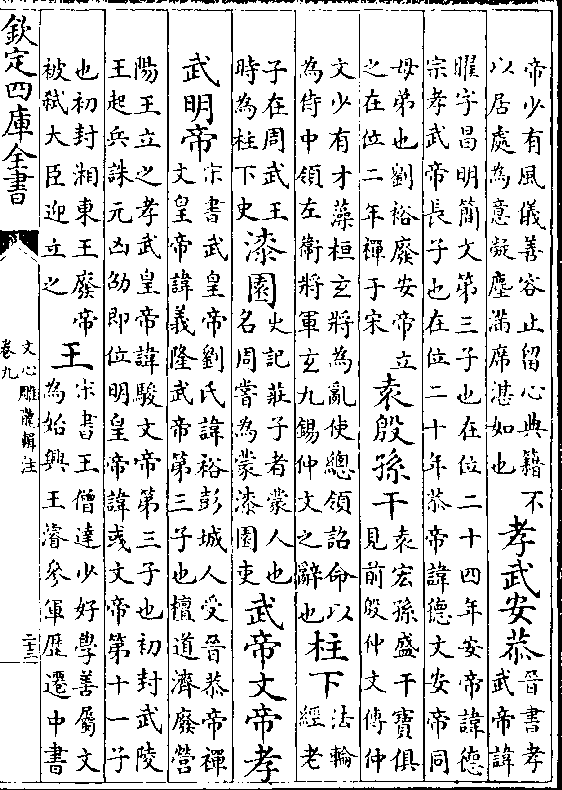 帝少有風儀善容止留心典籍不
以居處為意凝塵滿席湛如也
孝武安恭
晉書孝
武帝諱
曜字昌明簡文第三子也在位二十四年安帝諱德
宗孝武帝長子也在位二十年恭帝諱德文安帝同
母弟也劉裕廢安帝立
之在位二年禪于宋
袁殷孫干
袁宏孫盛干寶俱
見前殷仲文傳仲
文少有才藻桓玄將為亂使總領詔命以
為侍中領左衛將軍玄九錫仲文之辭也
柱下
法輪
經老
子在周武王
時為柱下史
漆園
史記莊子者蒙人也
名周嘗為蒙漆園吏
武帝文帝孝
武明帝
宋書武皇帝劉氏諱裕彭城人受晉恭帝禪
文皇帝諱義隆武帝第三子也檀道濟廢營
陽王立之孝武皇帝諱駿文帝第三子也初封武陵
王起兵誅元凶劭即位明皇帝諱彧文帝第十一子
也初封湘東王廢帝
被弑大臣迎立之
王
宋書王僧達少好學善屬文
為始興王濬參軍歷遷中書
欽定四庫全書
文心雕龍輯注
卷九
二十三